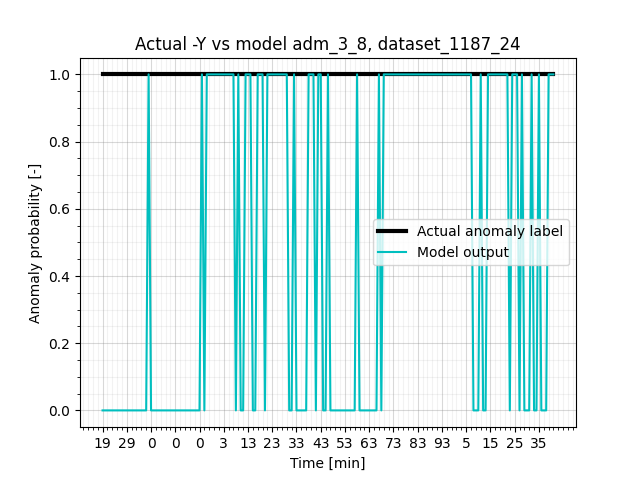 Actual -Y vs model adm_3_8, dataset_1187_24
1.0
0.8
0.6
0.4
0.2
0.0
Anomaly probability [-]
Actual anomaly label
Model output
19 29 0 0 0 3 13 23 33 43 53 63 73 83 93 5 15 25 35
Time [min]